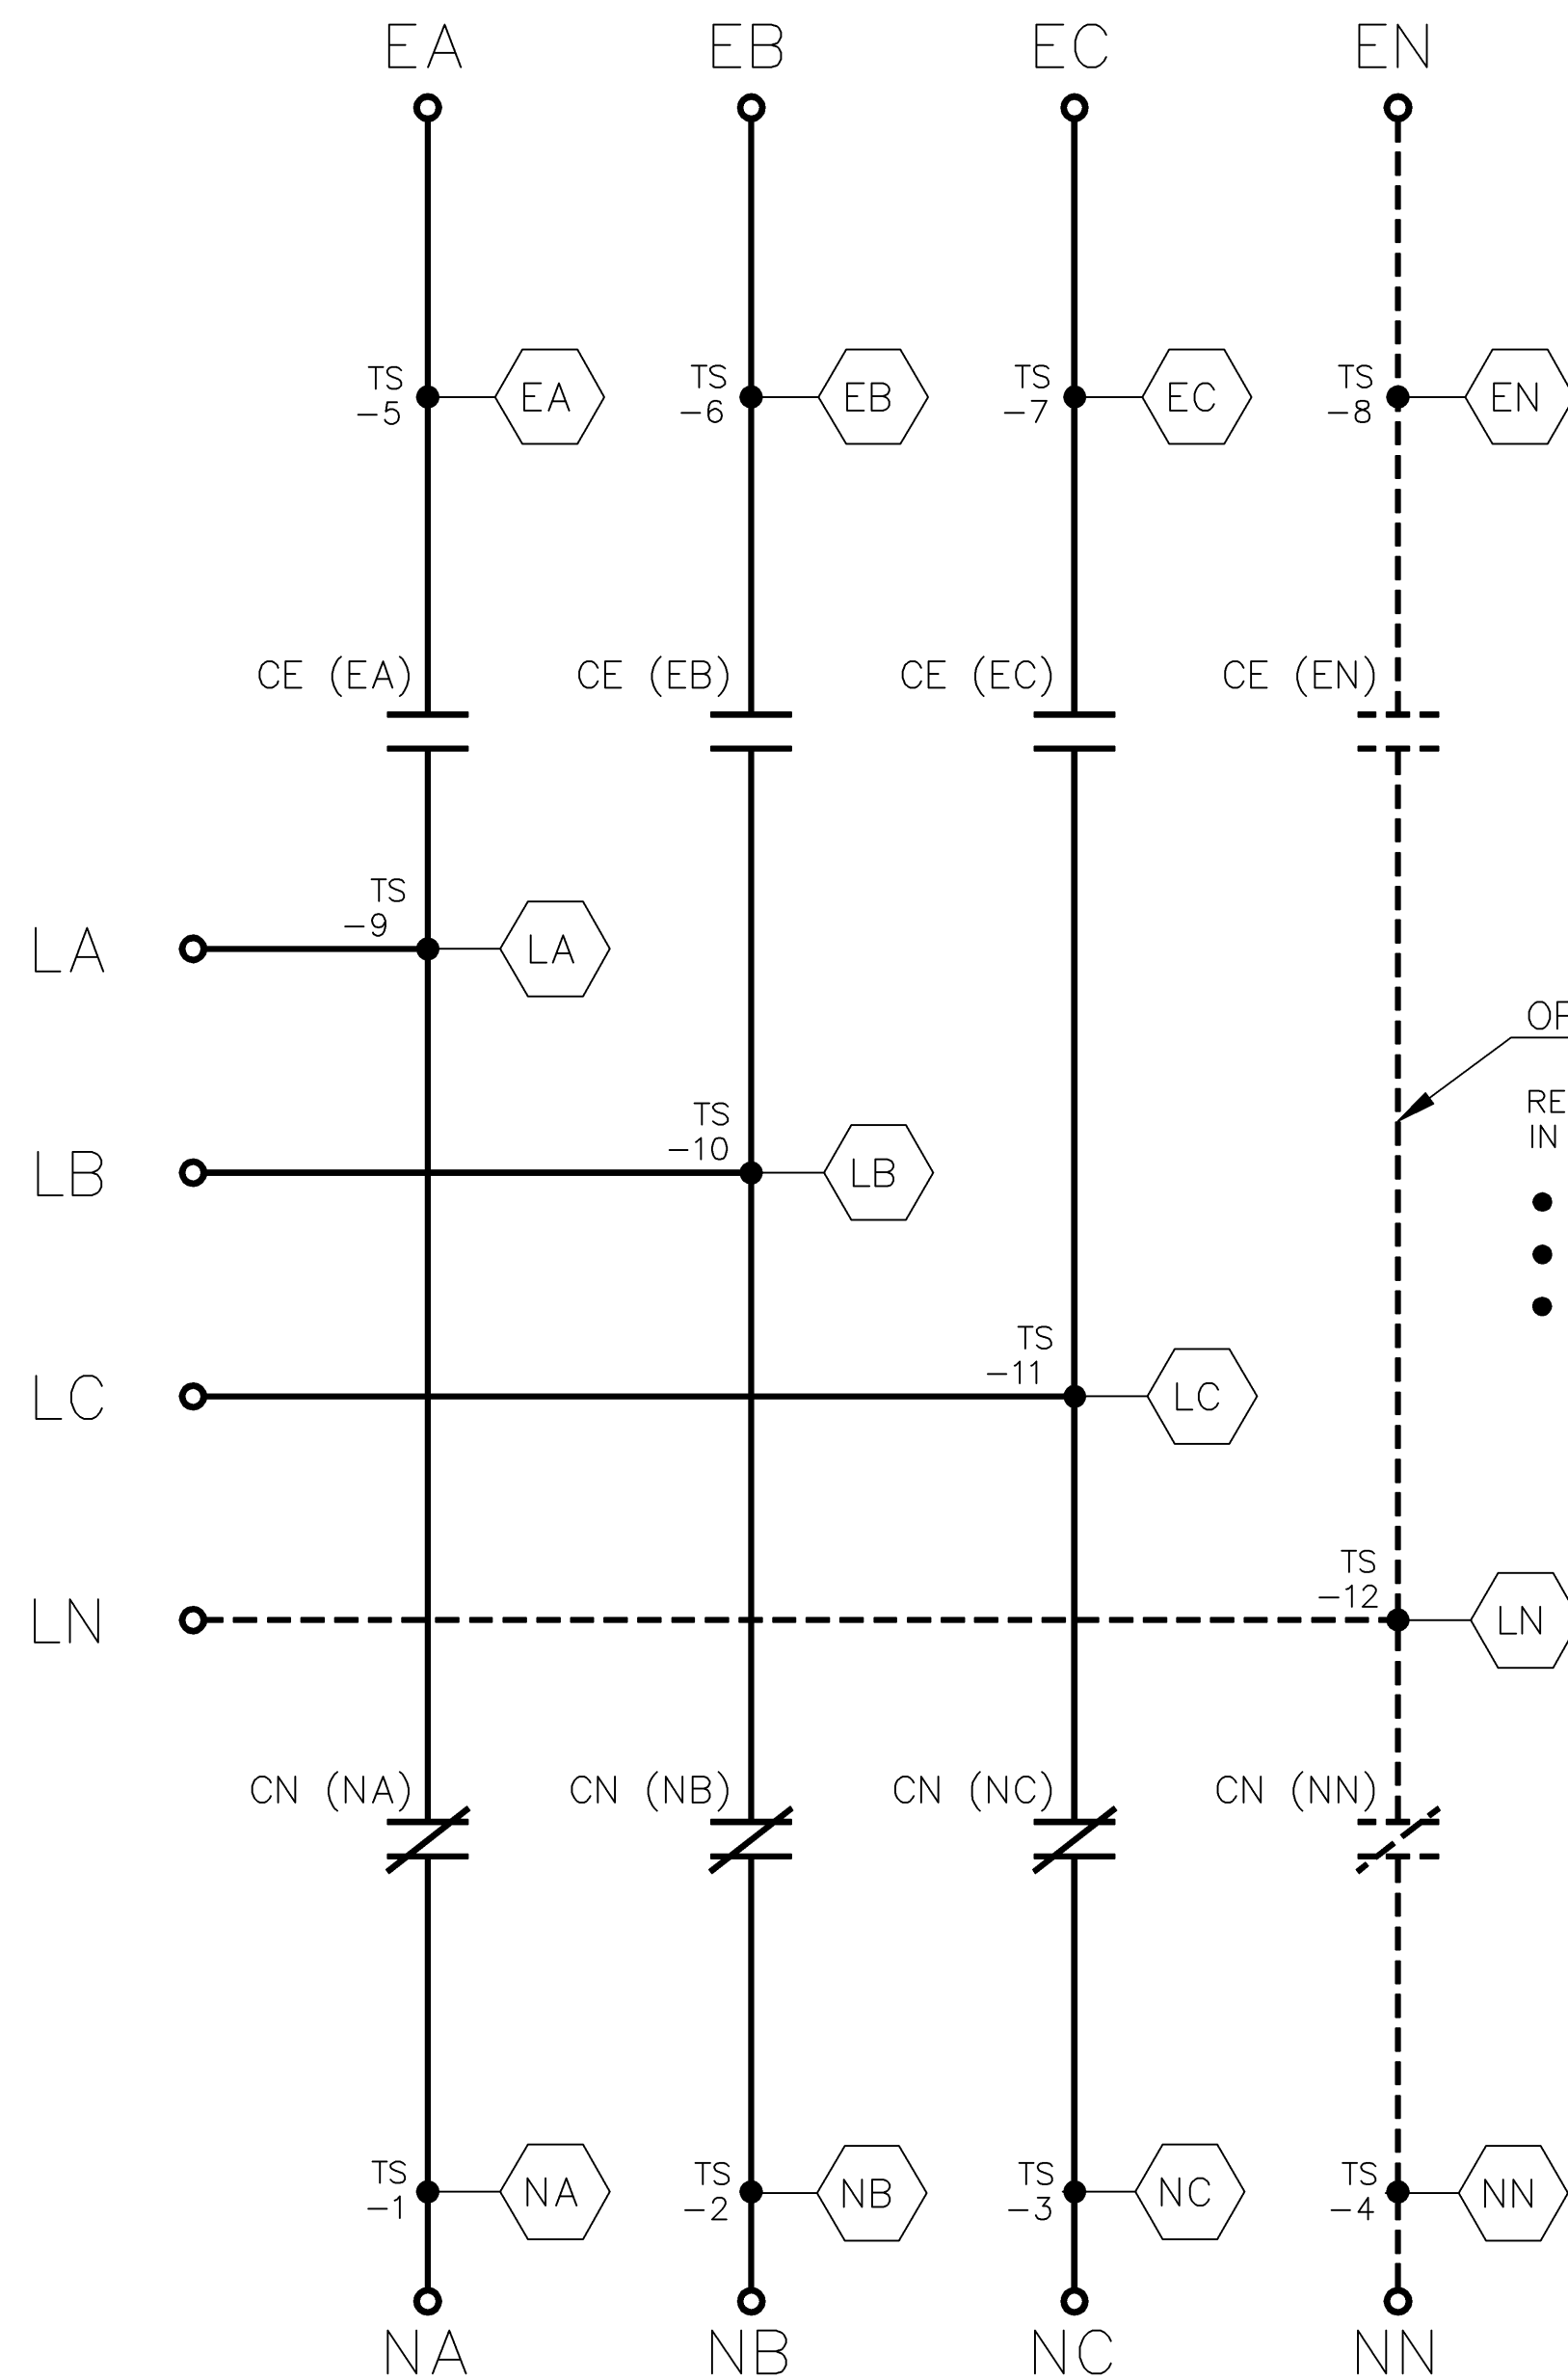 EA EB EC EN
TS TS TS TS
-5 EA -6 EB -7 EC -8 EN
CE (EA) CE (EB) CE (EC) CE (EN)
TS
-9
LA LA
RE
IN
TS
-10
LB LB
TS
-11
LC LC
TS
-12
LN LN
CN (NA) CN (NB) CN (NC) CN (NN)
TS TS TS TS
-1 NA -2 NB -3 NC -4 NN
NA NB NC NN